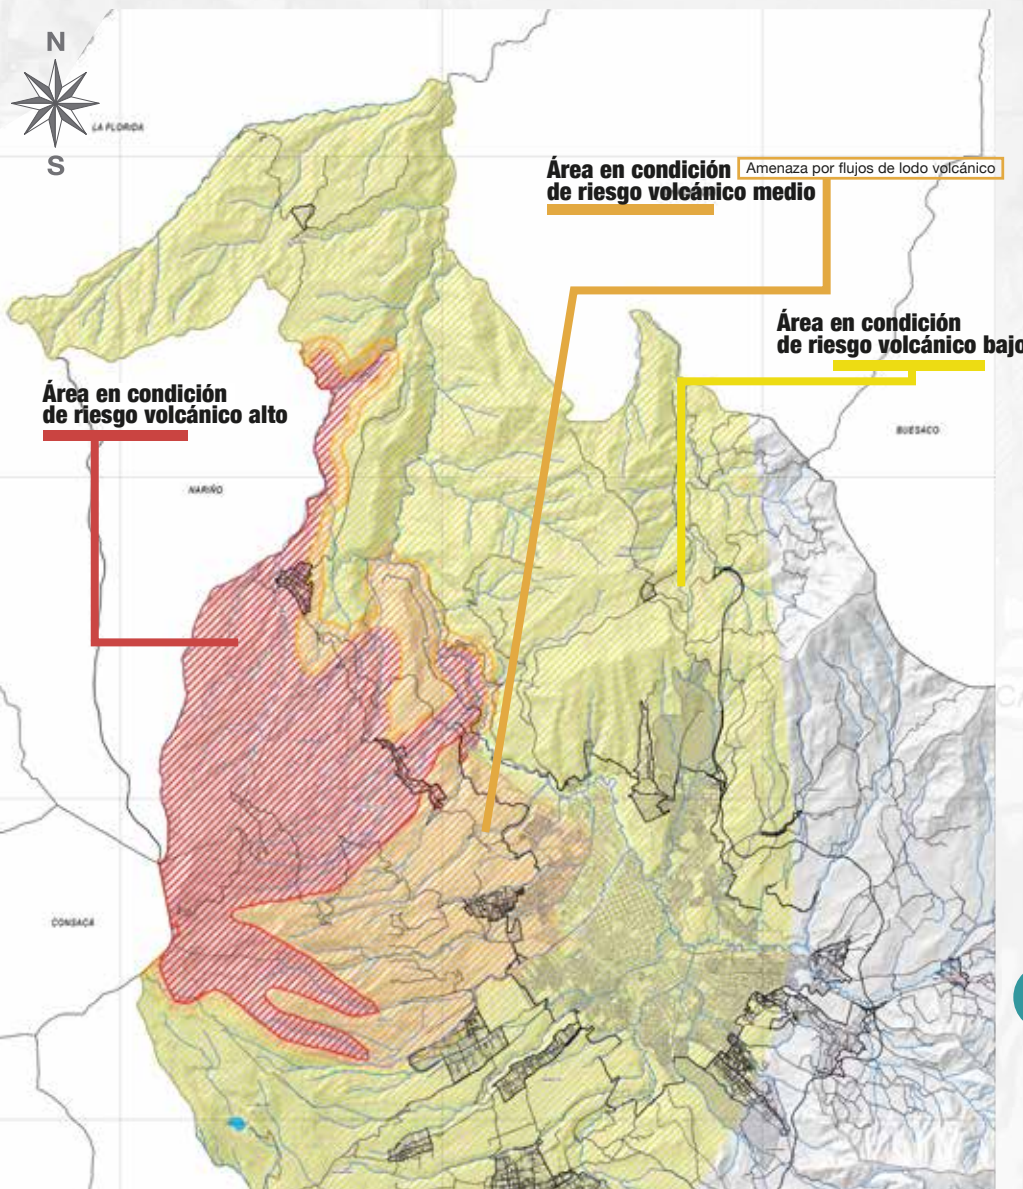 N
S
LA FLORIDA
Área en condición
de riesgo volcánico medio
Amenaza por flujos de lodo volcánico
Área en condición
de riesgo volcánico bajo
Área en condición
de riesgo volcánico alto
BUESACO
NARIÑO
CONSACA